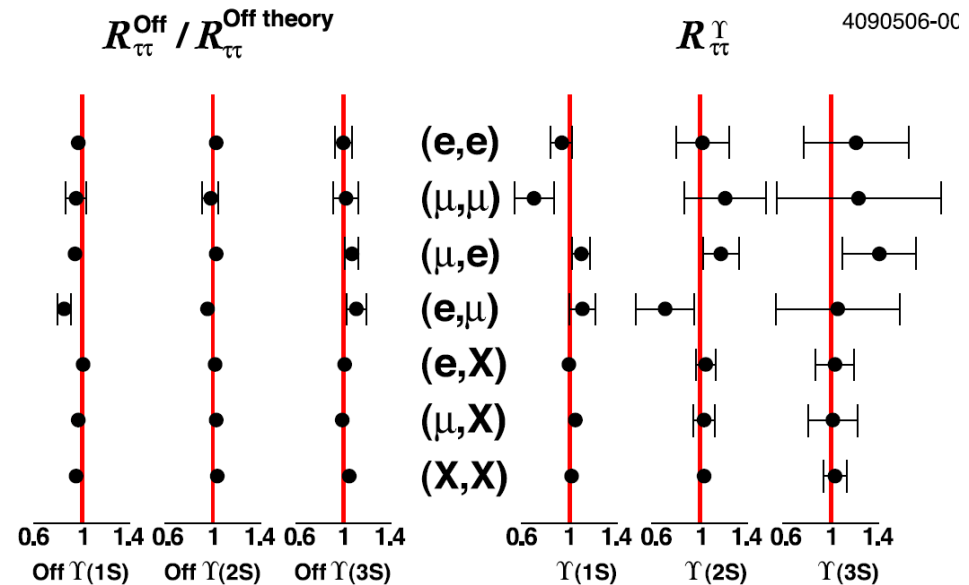 R_ττ^Off / R_ττ^Off theory
R_ττ^ϒ
4090506-00
(e,e)
(μ,μ)
(μ,e)
(e,μ)
(e,X)
(μ,X)
(X,X)
0.6 1 1.4 0.6 1 1.4 0.6 1 1.4 0.6 1 1.4 0.6 1 1.4 0.6 1 1.4
Off ϒ(1S) Off ϒ(2S) Off ϒ(3S) ϒ(1S) ϒ(2S) ϒ(3S)